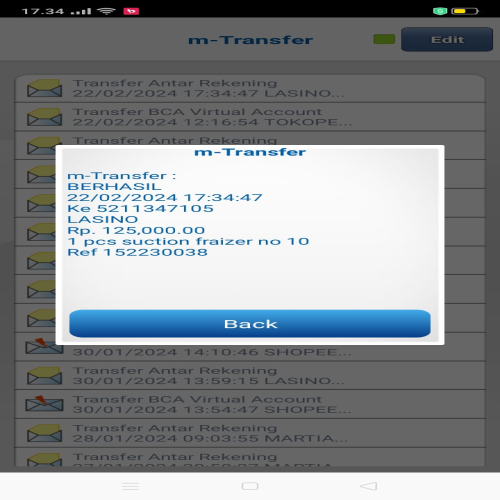 17.34
m-Transfer
Edit
Transfer Antar Rekening
22/02/2024 17:34:47 LASINO...
Transfer BCA Virtual Account
22/02/2024 12:16:54 TOKOPE...
Transfer Antar Rekening
m-Transfer
m-Transfer :
BERHASIL
22/02/2024 17:34:47
Ke 5211347105
LASINO
Rp. 125,000.00
1 pcs suction fraizer no 10
Ref 152230038
Back
30/01/2024 14:10:46 SHOPEE...
Transfer Antar Rekening
30/01/2024 13:59:15 LASINO...
Transfer BCA Virtual Account
30/01/2024 13:54:47 SHOPEE...
Transfer Antar Rekening
28/01/2024 09:03:55 MARTIA...
Transfer Antar Rekening